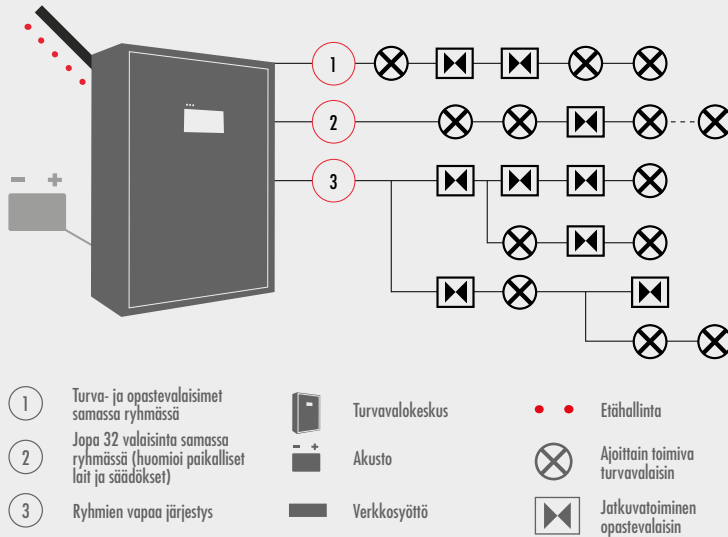 1
2
3
- +
1 Turva- ja opastevalaisimet
samassa ryhmässä
2 Jopa 32 valaisinta samassa
ryhmässä (huomioi paikalliset
lait ja säädökset)
3 Ryhmien vapaa järjestys
Turvavalokeskus
- +
Akusto
Verkkosyöttö
Etähallinta
Ajoittain toimiva
turvavalaisin
Jatkuvatoiminen
opastevalaisin